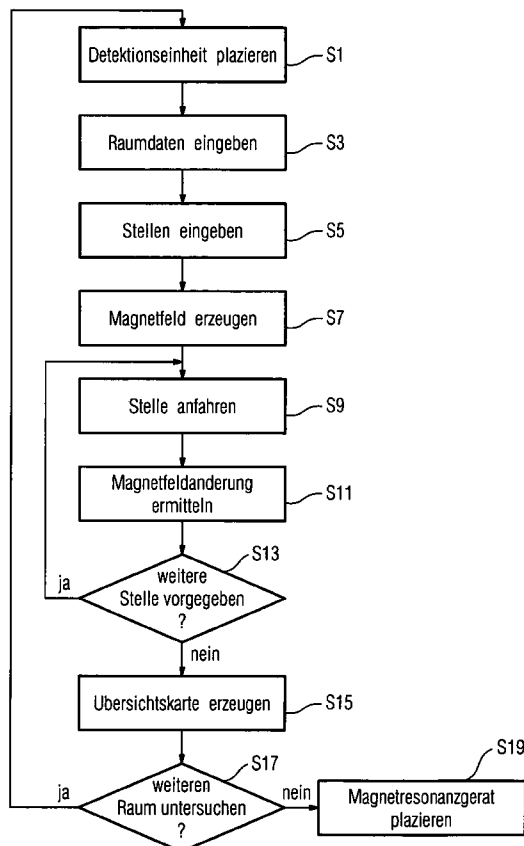 Detektionseinheit plazieren
S1
Raumdaten eingeben
S3
Stellen eingeben
S5
Magnetfeld erzeugen
S7
Stelle anfahren
S9
Magnetfeldanderung
ermitteln
S11
S13
weitere
Stelle vorgegeben
?
ja
nein
Ubersichtskarte erzeugen
S15
S17
weiteren
Raum untersuchen
?
ja
nein
S19
Magnetresonanzgerat
plazieren